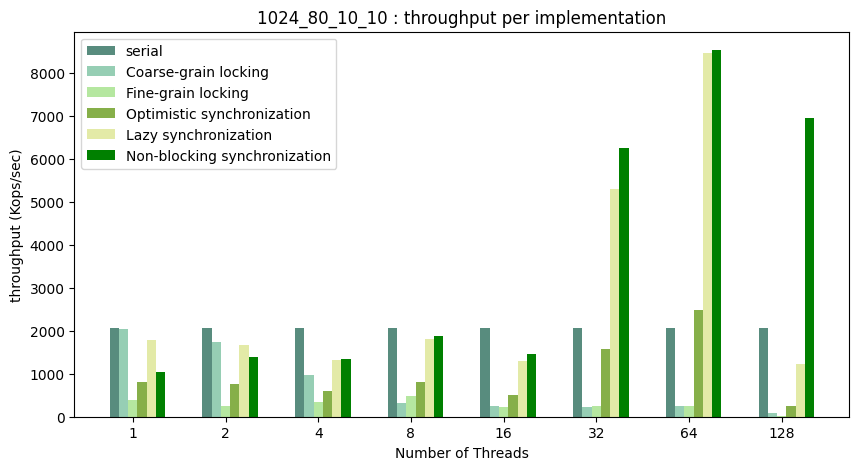 1024_80_10_10 : throughput per implementation
serial
Coarse-grain locking
Fine-grain locking
Optimistic synchronization
Lazy synchronization
Non-blocking synchronization
throughput (Kops/sec)
8000
7000
6000
5000
4000
3000
2000
1000
0
1 2 4 8 16 32 64 128
Number of Threads